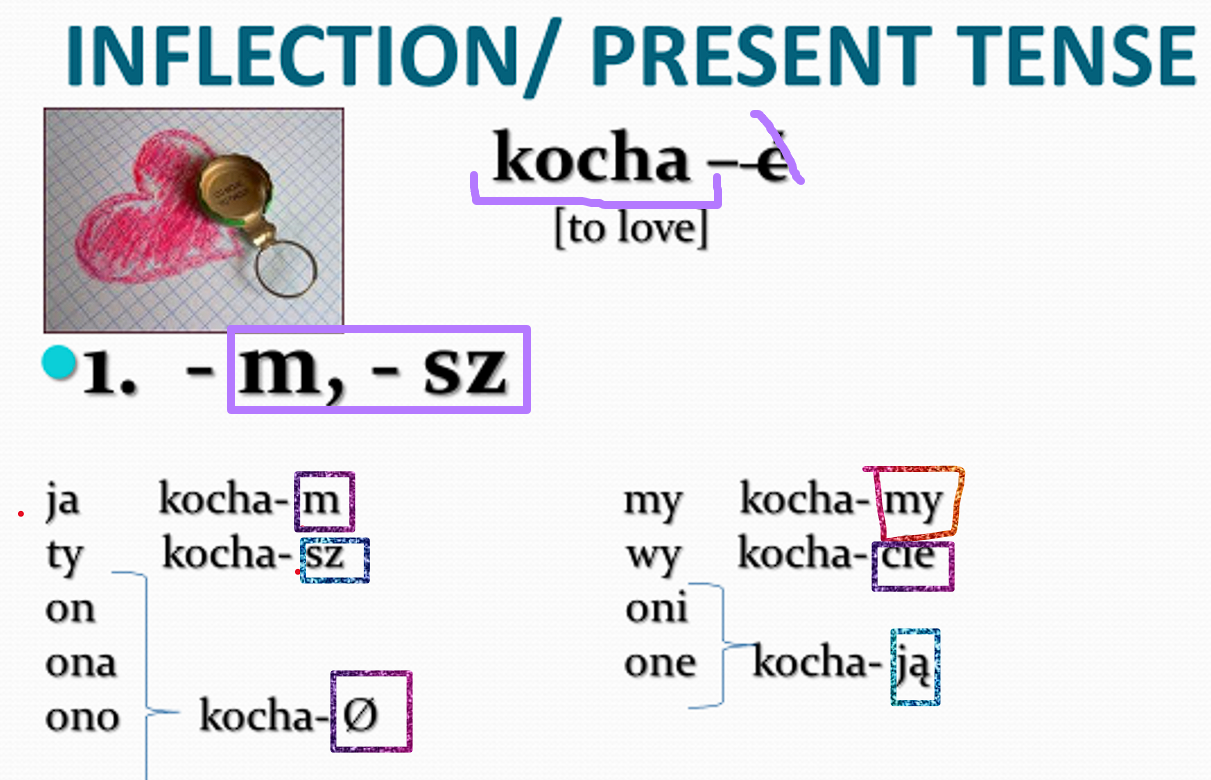 INFLECTION/ PRESENT TENSE
kocha – ć
[to love]
1. - m, - sz
ja kocha- m
ty kocha- sz
on
ona
ono kocha- Ø
my kocha- my
wy kocha- cie
oni
one kocha- ją